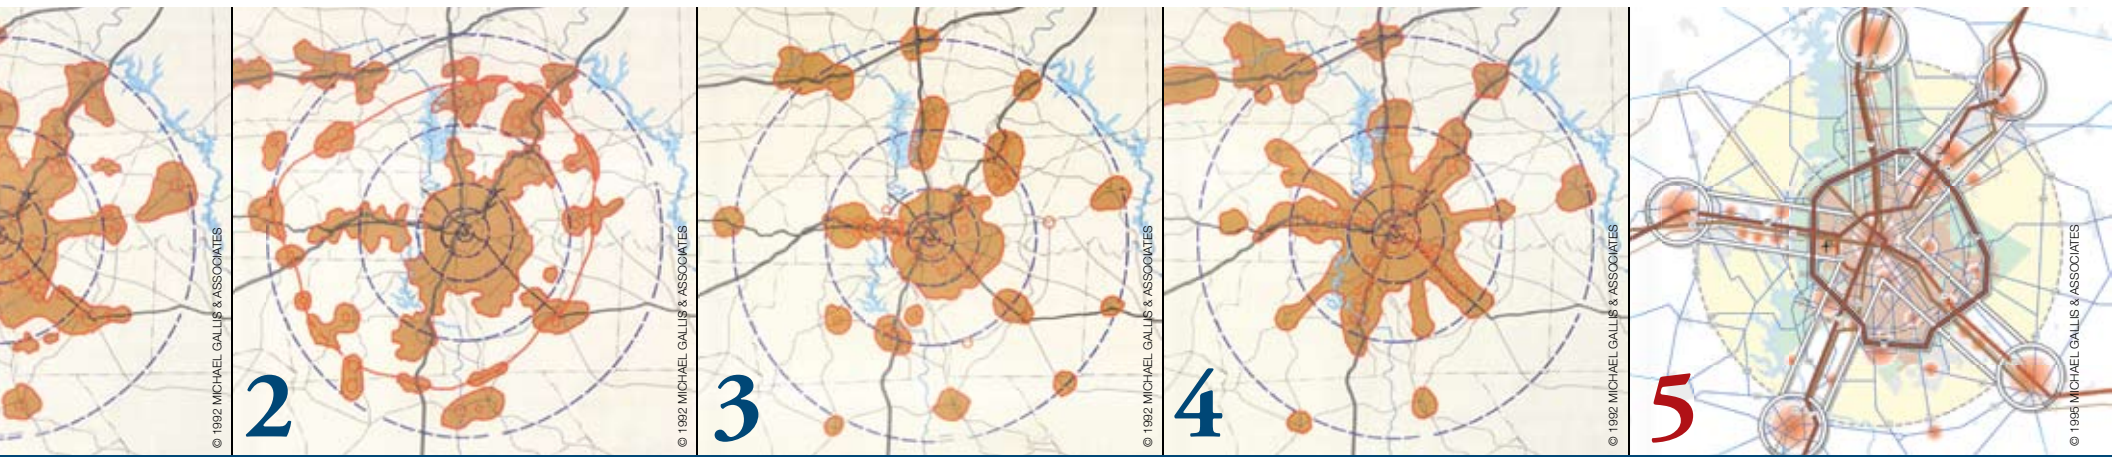 © 1992 MICHAEL GALLIS & ASSOCIATES
2
© 1992 MICHAEL GALLIS & ASSOCIATES
3
© 1992 MICHAEL GALLIS & ASSOCIATES
4
© 1992 MICHAEL GALLIS & ASSOCIATES
5
© 1995 MICHAEL GALLIS & ASSOCIATES